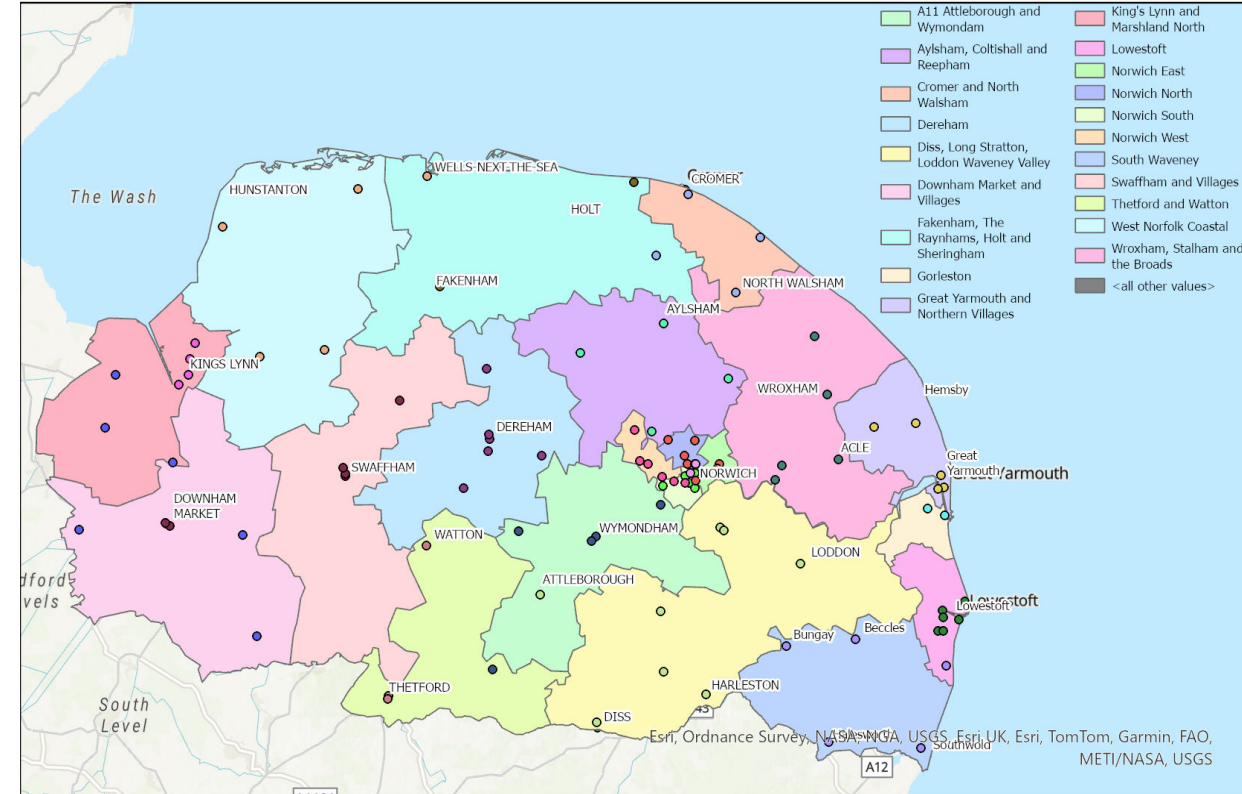 A11 Attleborough and
Wymondam
Aylsham, Coltishall and
Reepham
Cromer and North
Walsham
Dereham
Diss, Long Stratton,
Loddon Waveney Valley
Downham Market and
Villages
Fakenham, The
Raynhams, Holt and
Sheringham
Gorleston
Great Yarmouth and
Northern Villages
King's Lynn and
Marshland North
Lowestoft
Norwich East
Norwich North
Norwich South
Norwich West
South Waveney
Swaffham and Villages
Thetford and Watton
West Norfolk Coastal
Wroxham, Stalham and
the Broads
<all other values>
The Wash
HUNSTANTON
WELLS-NEXT-THE-SEA
CROMER
HOLT
FAKENHAM
NORTH WALSHAM
AYLSHAM
KINGS LYNN
WROXHAM
Hemsby
DEREHAM
ACLE
SWAFFHAM
NORWICH
Great
Yarmouth
Great Yarmouth
DOWNHAM
MARKET
WATTON
WYMONDHAM
LODDON
ATTLEBOROUGH
Lowestoft
Lowestoft
Bungay
Beccles
THETFORD
HARLESTON
South
Level
DISS
43
Southwold
A12
Esri, Ordnance Survey, NASA, NGA, USGS, Esri UK, Esri, TomTom, Garmin, FAO,
METI/NASA, USGS